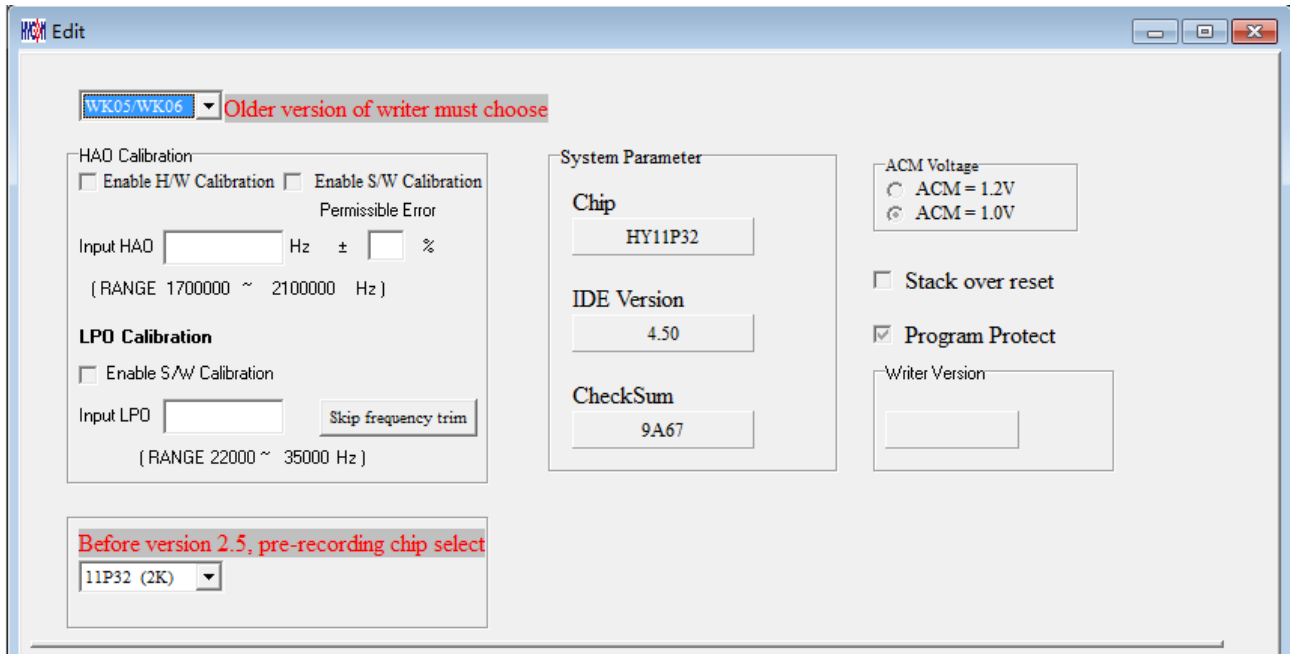 HYCON Edit
WK05/WK06 Older version of writer must choose
HAO Calibration
Enable H/W Calibration Enable S/W Calibration
Permissible Error
Input HAO Hz ± %
( RANGE 1700000 ~ 2100000 Hz )
LPO Calibration
Enable S/W Calibration
Input LPO Skip frequency trim
( RANGE 22000 ~ 35000 Hz )
System Parameter
Chip
HY11P32
IDE Version
4.50
CheckSum
9A67
ACM Voltage
ACM = 1.2V
ACM = 1.0V
Stack over reset
Program Protect
Writer Version
Before version 2.5, pre-recording chip select
11P32 (2K)